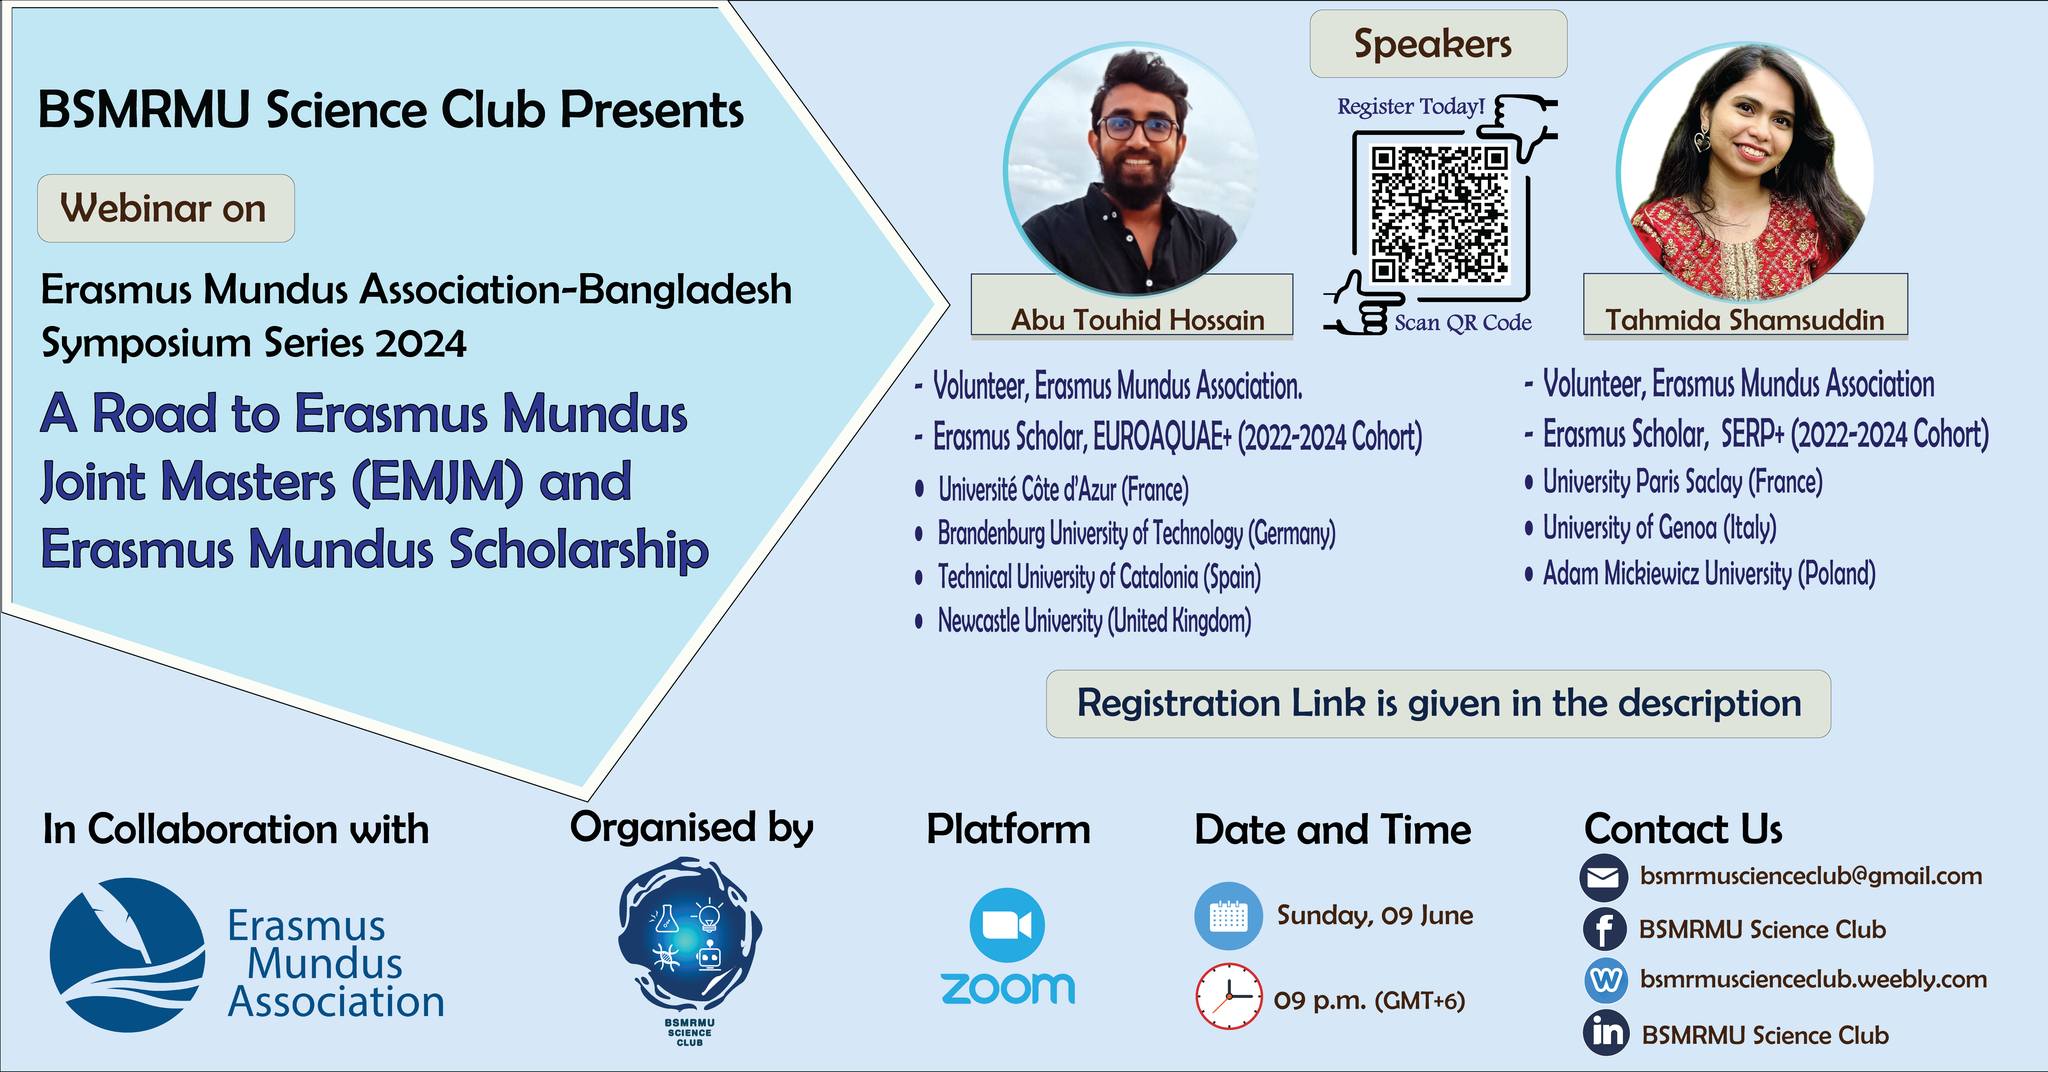 BSMRMU Science Club Presents
Webinar on
Erasmus Mundus Association-Bangladesh
Symposium Series 2024
A Road to Erasmus Mundus
Joint Masters (EMJM) and
Erasmus Mundus Scholarship
Speakers
Register Today!
Scan QR Code
Abu Touhid Hossain
- Volunteer, Erasmus Mundus Association.
- Erasmus Scholar, EUROAQUAE+ (2022-2024 Cohort)
• Université Côte d'Azur (France)
• Brandenburg University of Technology (Germany)
• Technical University of Catalonia (Spain)
• Newcastle University (United Kingdom)
Tahmida Shamsuddin
- Volunteer, Erasmus Mundus Association
- Erasmus Scholar, SERP+ (2022-2024 Cohort)
• University Paris Saclay (France)
• University of Genoa (Italy)
• Adam Mickiewicz University (Poland)
Registration Link is given in the description
In Collaboration with
Erasmus
Mundus
Association
Organised by
BSMRMU
SCIENCE
CLUB
Platform
zoom
Date and Time
Sunday, 09 June
09 p.m. (GMT+6)
Contact Us
bsmrmuscienceclub@gmail.com
BSMRMU Science Club
bsmrmuscienceclub.weebly.com
BSMRMU Science Club